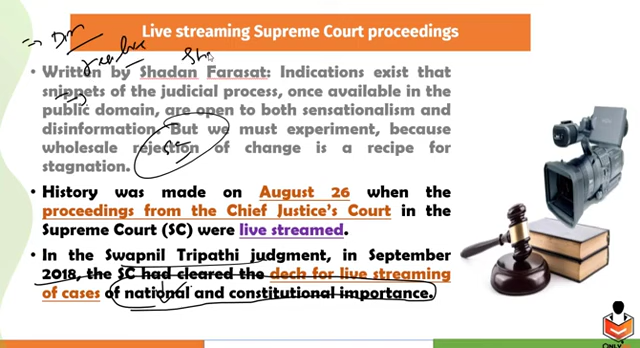 Live streaming Supreme Court proceedings
Written by Shadan Farasat: Indications exist that
snippets of the judicial process, once available in the
public domain, are open to both sensationalism and
disinformation. But we must experiment, because
wholesale rejection of change is a recipe for
stagnation.
History was made on August 26 when the
proceedings from the Chief Justice's Court in the
Supreme Court (SC) were live streamed.
In the Swapnil Tripathi judgment, in September
2018, the SC had cleared the dech for live streaming
of cases of national and constitutional importance.